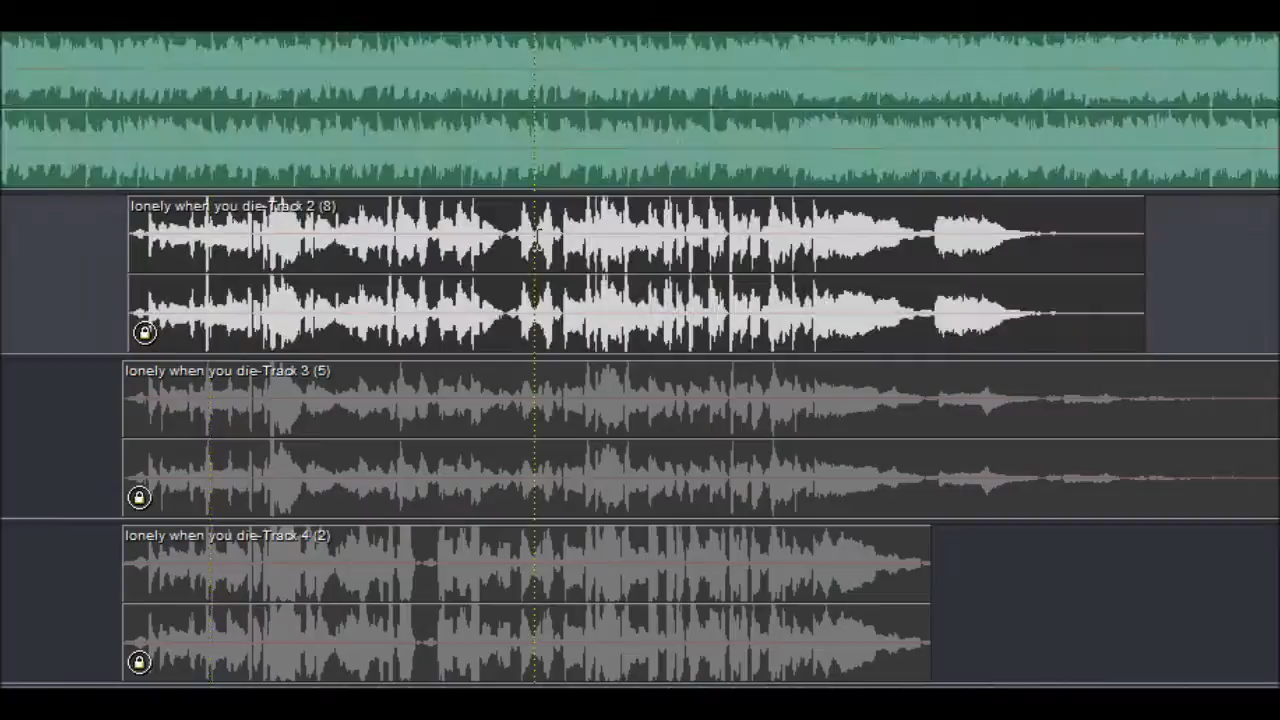 lonely when you die-Track 2 (8)
lonely when you die-Track 3 (5)
lonely when you die-Track 4 (2)